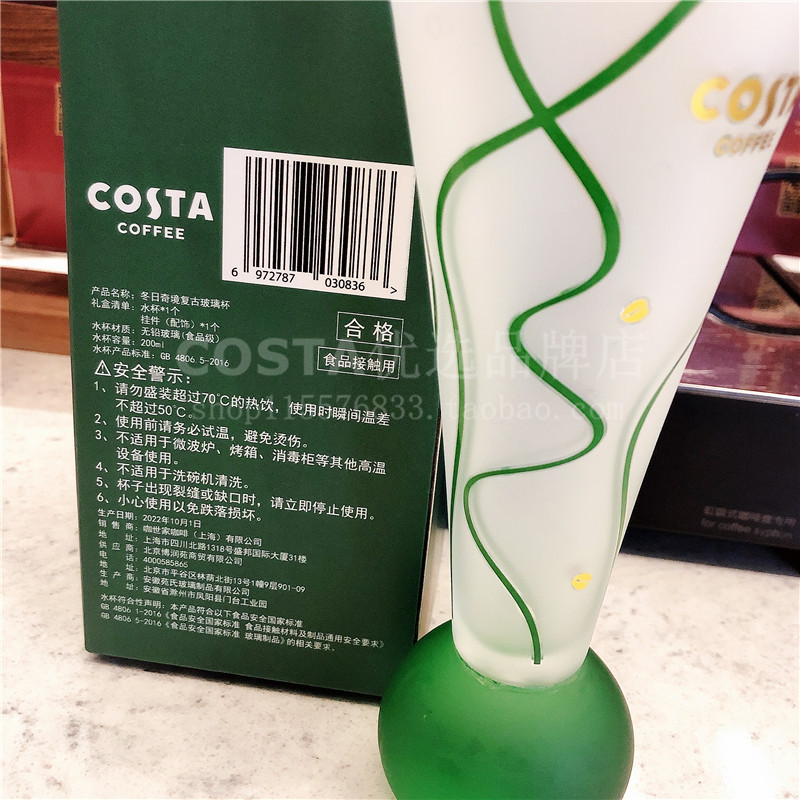 COSTA
COFFEE
6 972787 030836 >
产品名称：冬日奇境复古玻璃杯
礼盒清单：水杯*1个
挂件（配饰）*1个
水杯材质：无铅玻璃(食品级)
水杯容量：200ml
水杯产品标准：GB 4806.5-2016
合格
食品接触用
安全警示：
1、请勿盛装超过70℃的热饮，使用时瞬间温差
不超过50℃。
2、使用前请务必试温，避免烫伤。
3、不适用于微波炉、烤箱、消毒柜等其他高温
设备使用。
4、不适用于洗碗机清洗。
5、杯子出现裂缝或缺口时，请立即停止使用。
6、小心使用以免跌落损坏。
生产日期：2022年10月1日
销售商：咖世家咖啡（上海）有限公司
地址：上海市四川北路1318号盛邦国际大厦31楼
供应商：北京博润苑商贸有限公司
电话：4000585865
地址：北京市平谷区林荫北街13号1幢9层901-09
生产商：安徽苑氏玻璃制品有限公司
地址：安徽省滁州市凤阳县门台工业园
水杯符合性声明：本产品符合以下食品安全国家标准
GB 4806.1-2016《食品安全国家标准 食品接触材料及制品通用安全要求》
GB 4806.5-2016《食品安全国家标准 玻璃制品》的相关要求。
COSTA
COFFEE
COSTA优选品牌店
shop115576833.taobao.com
for coffee syphon